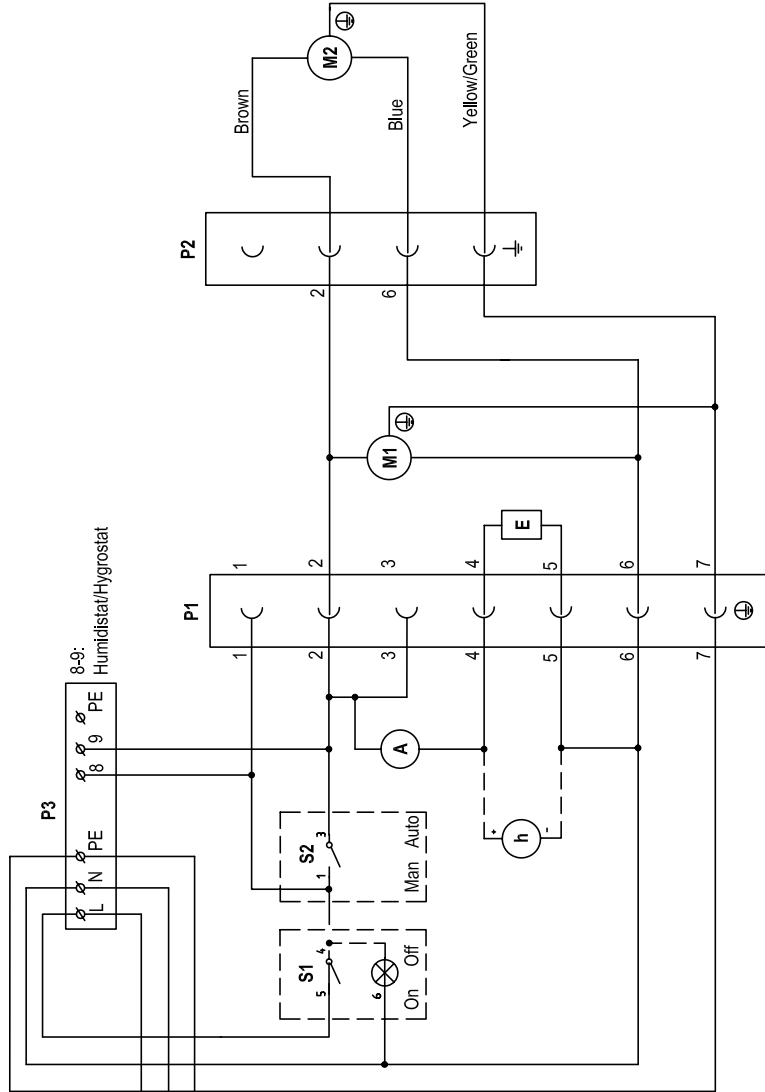 M2
Brown
Blue
Yellow/Green
P2
2
6
M1
8-9:
Humidistat/Hygrostat
P1
1
2
3
4
5
6
7
1
2
3
4
5
6
7
E
P3
L
N
PE
8
9
PE
A
h
+
-
S2
1
3
Man
Auto
S1
5
4
6
On
Off